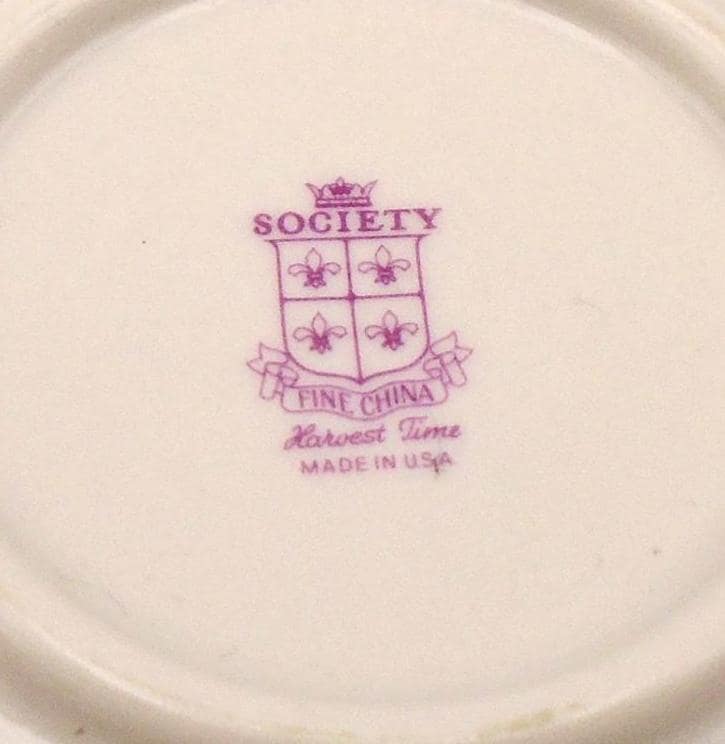 SOCIETY
FINE CHINA
Harvest Time
MADE IN U.S.A